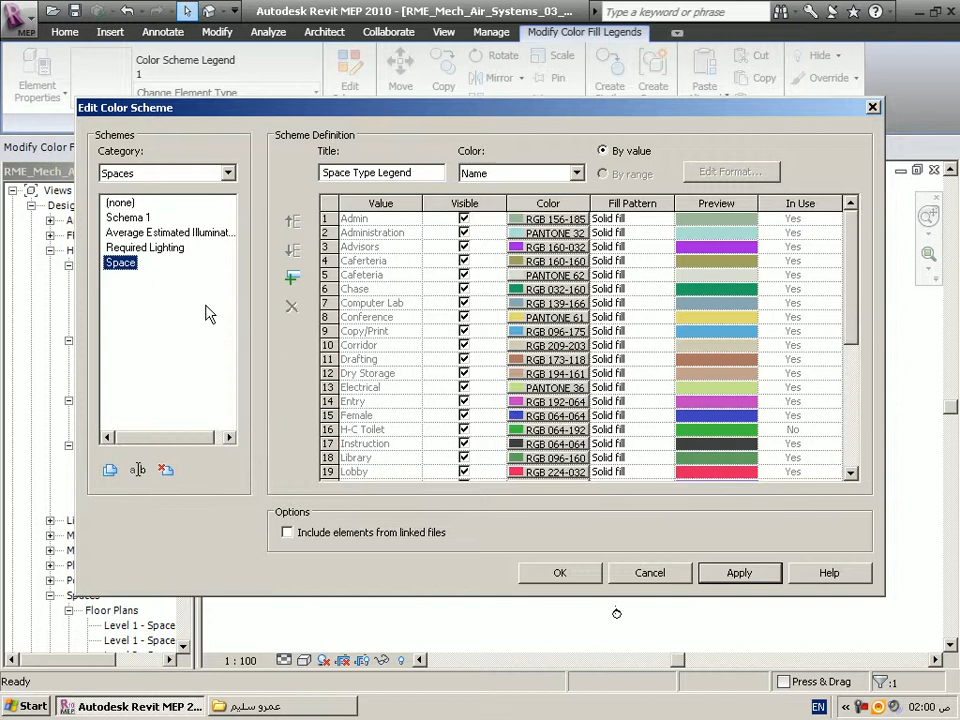 Autodesk Revit MEP 2010 - [RME_Mech_Air_Systems_03_...
Type a keyword or phrase
MEP
Home Insert Annotate Modify Analyze Architect Collaborate View Manage Modify Color Fill Legends
Element
Properties
Color Scheme Legend
1
Change Element Type
Edit
Move
Copy
Rotate
Mirror
Scale
Pin
Create
Create
Paste
Cut
Copy
Hide
Override
Modify Color F
RME_Mech_A
Edit Color Scheme
Schemes
Category:
Spaces
(none)
Schema 1
Average Estimated Illuminat...
Required Lighting
Space
Scheme Definition
Title:
Space Type Legend
Color:
Name
By value
By range
Edit Format...
Value Visible Color Fill Pattern Preview In Use
1 Admin RGB 156-185 Solid fill Yes
2 Administration PANTONE 32 Solid fill Yes
3 Advisors RGB 160-032 Solid fill Yes
4 Caferteria RGB 160-160 Solid fill Yes
5 Cafeteria PANTONE 62 Solid fill Yes
6 Chase RGB 032-160 Solid fill Yes
7 Computer Lab RGB 139-166 Solid fill Yes
8 Conference PANTONE 61 Solid fill Yes
9 Copy/Print RGB 096-175 Solid fill Yes
10 Corridor RGB 209-203 Solid fill Yes
11 Drafting RGB 173-118 Solid fill Yes
12 Dry Storage RGB 194-161 Solid fill Yes
13 Electrical PANTONE 36 Solid fill Yes
14 Entry RGB 192-064 Solid fill Yes
15 Female RGB 064-064 Solid fill Yes
16 H-C Toilet RGB 064-192 Solid fill No
17 Instruction RGB 064-064 Solid fill Yes
18 Library RGB 096-160 Solid fill Yes
19 Lobby RGB 224-032 Solid fill Yes
Options
Include elements from linked files
OK Cancel Apply Help
Views
Desig
A
Fl
H
Li
M
M
P
Pl
Spaces
Floor Plans
Level 1 - Space
Level 1 - Space
1 : 100
Ready
Press & Drag
:1
Start
Autodesk Revit MEP 2...
عمرو سليم
EN
02:00 ص